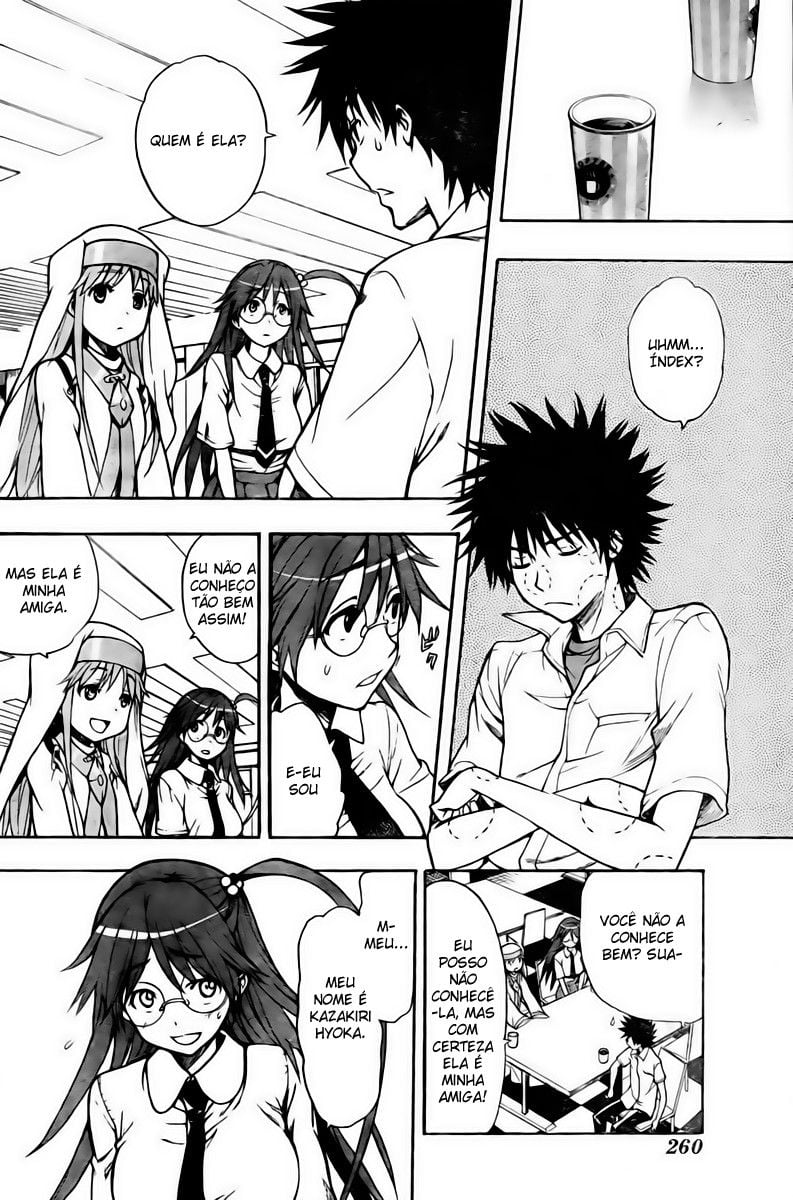 UHMM...
ÍNDEX?
QUEM É ELA?
E-EU
SOU
EU NÃO A
CONHEÇO
TÃO BEM
ASSIM!
MAS ELA É
MINHA
AMIGA.
VOCÊ NÃO A
CONHECE
BEM? SUA-
EU
POSSO
NÃO
CONHECÊ
-LA, MAS COM
CERTEZA
ELA É
MINHA
AMIGA!
M-
MEU...
MEU
NOME É
KAZAKIRI
HYOKA.
260